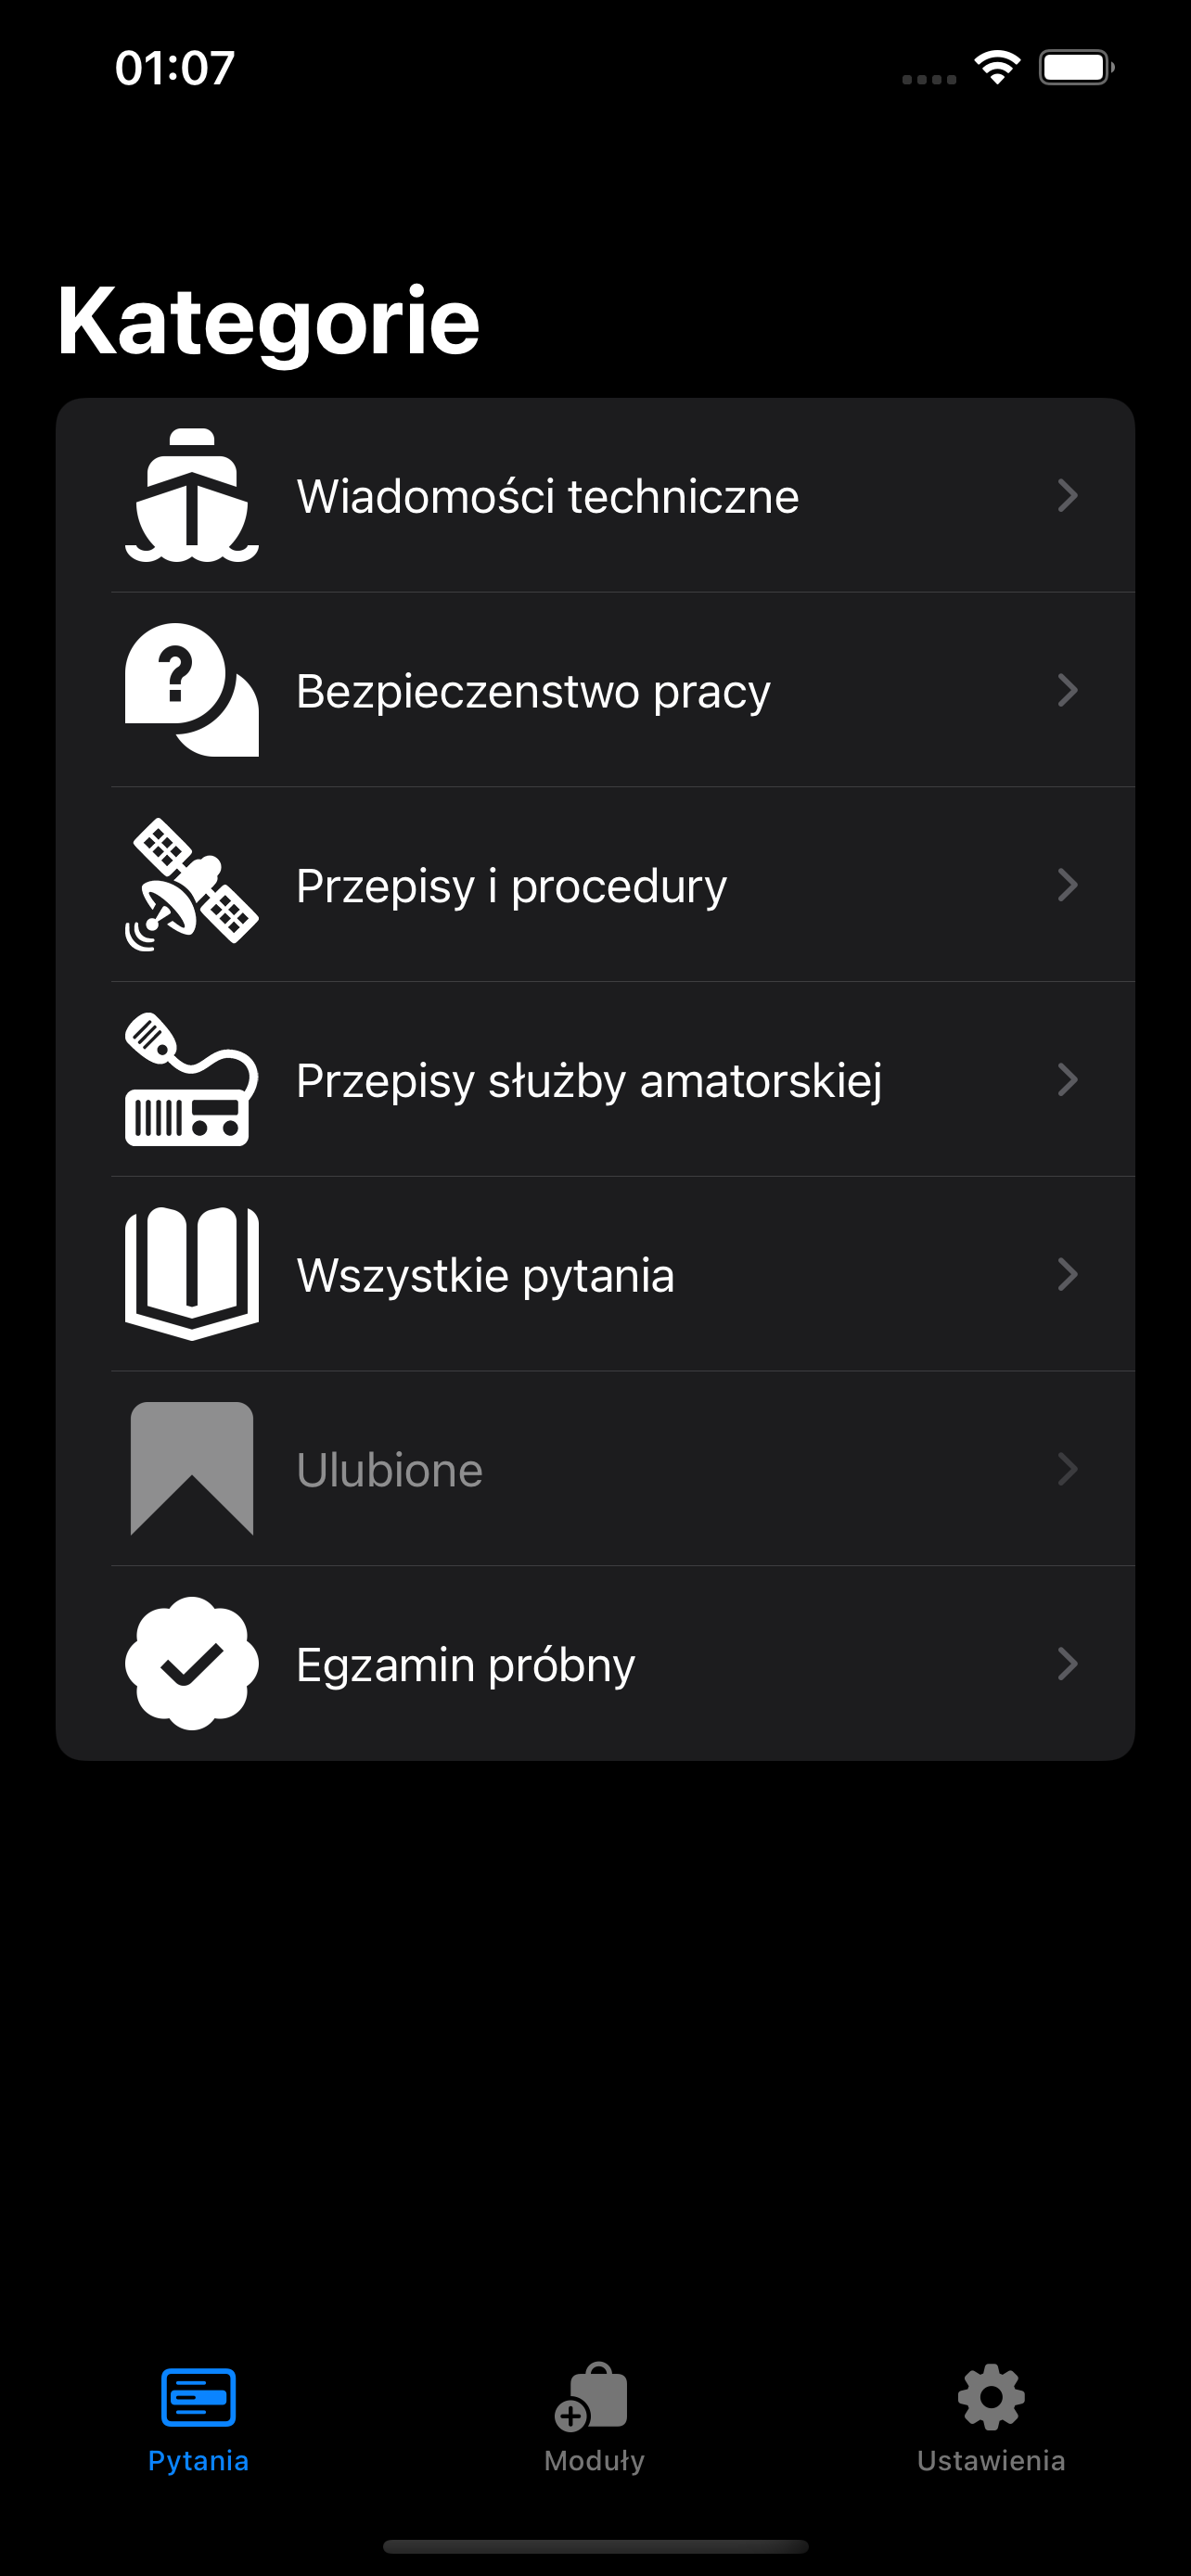 01:07
Kategorie
Wiadomości techniczne
?
Bezpieczenstwo pracy
Przepisy i procedury
Przepisy służby amatorskiej
Wszystkie pytania
Ulubione
Egzamin próbny
Pytania
Moduły
Ustawienia